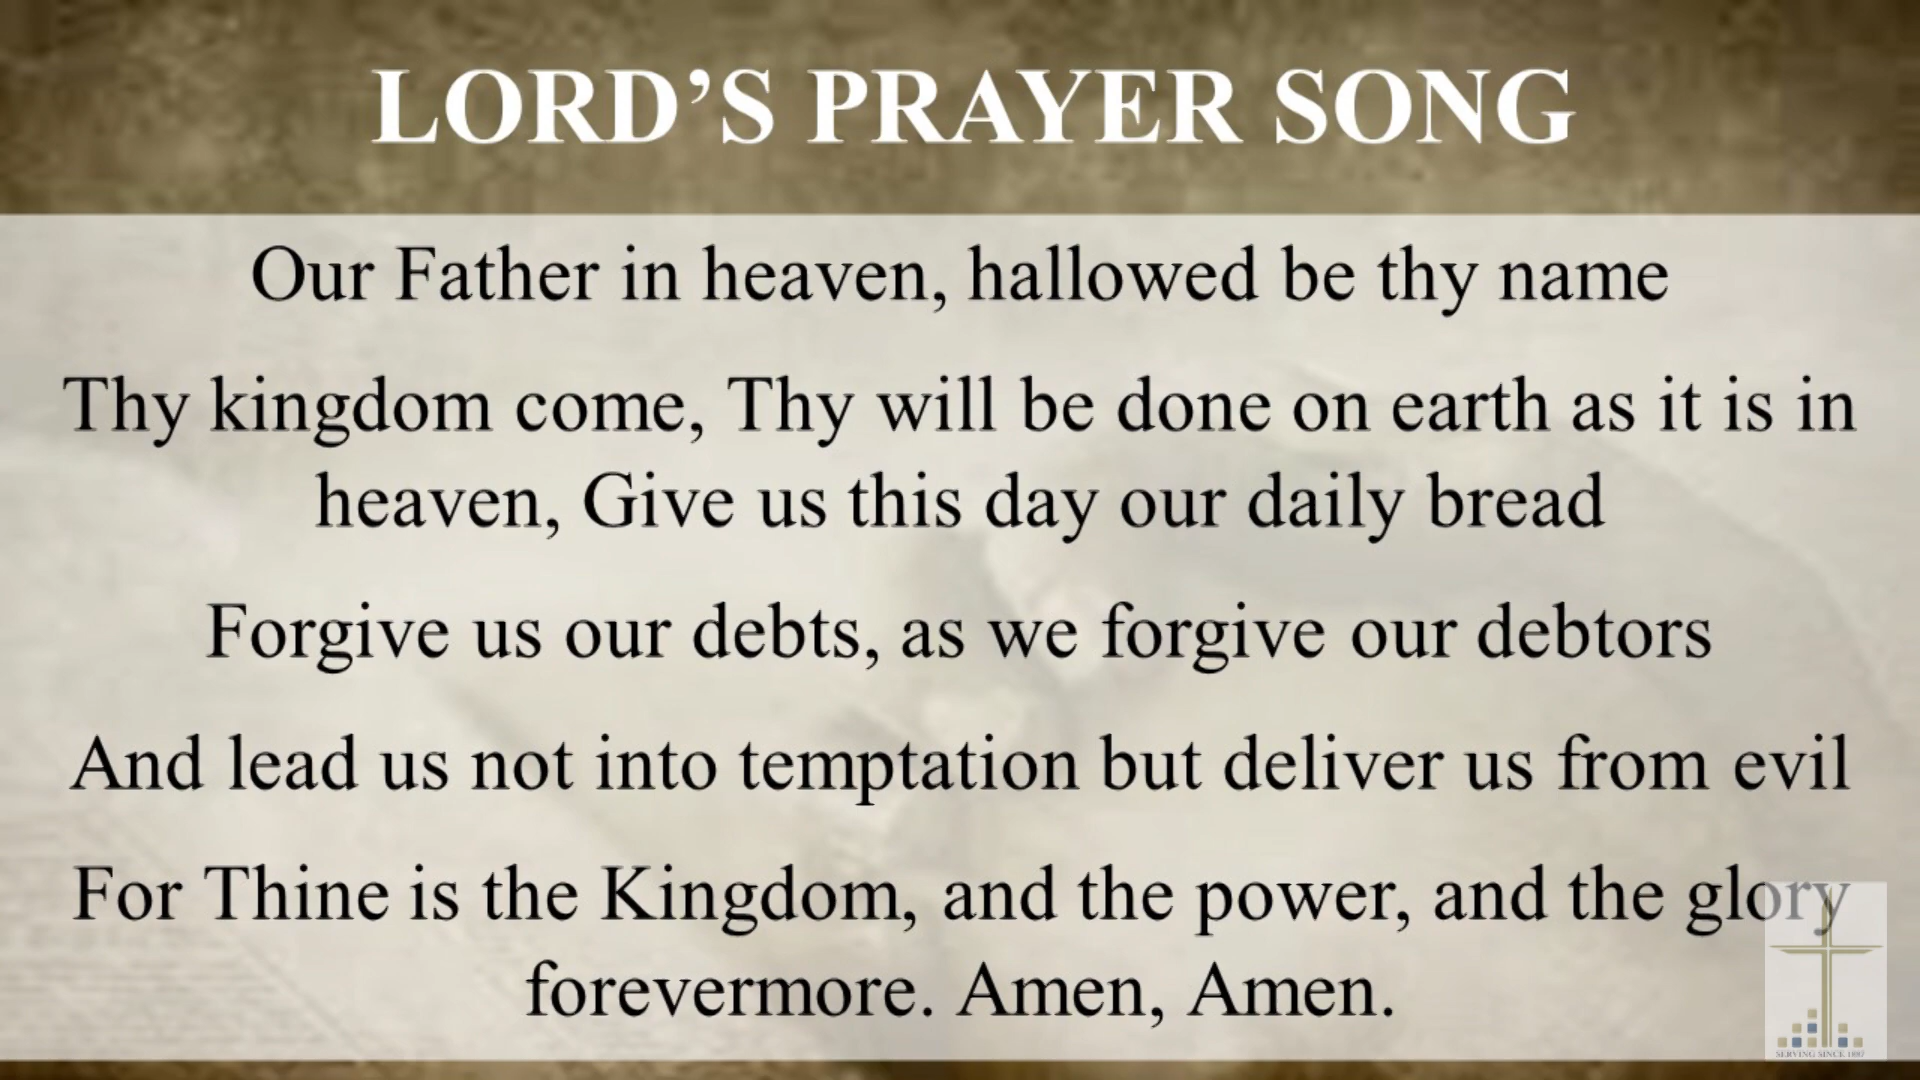 LORD’S PRAYER SONG
Our Father in heaven, hallowed be thy name
Thy kingdom come, Thy will be done on earth as it is in
heaven, Give us this day our daily bread
Forgive us our debts, as we forgive our debtors
And lead us not into temptation but deliver us from evil
For Thine is the Kingdom, and the power, and the glory
forevermore. Amen, Amen.
SERVING SINCE 1897